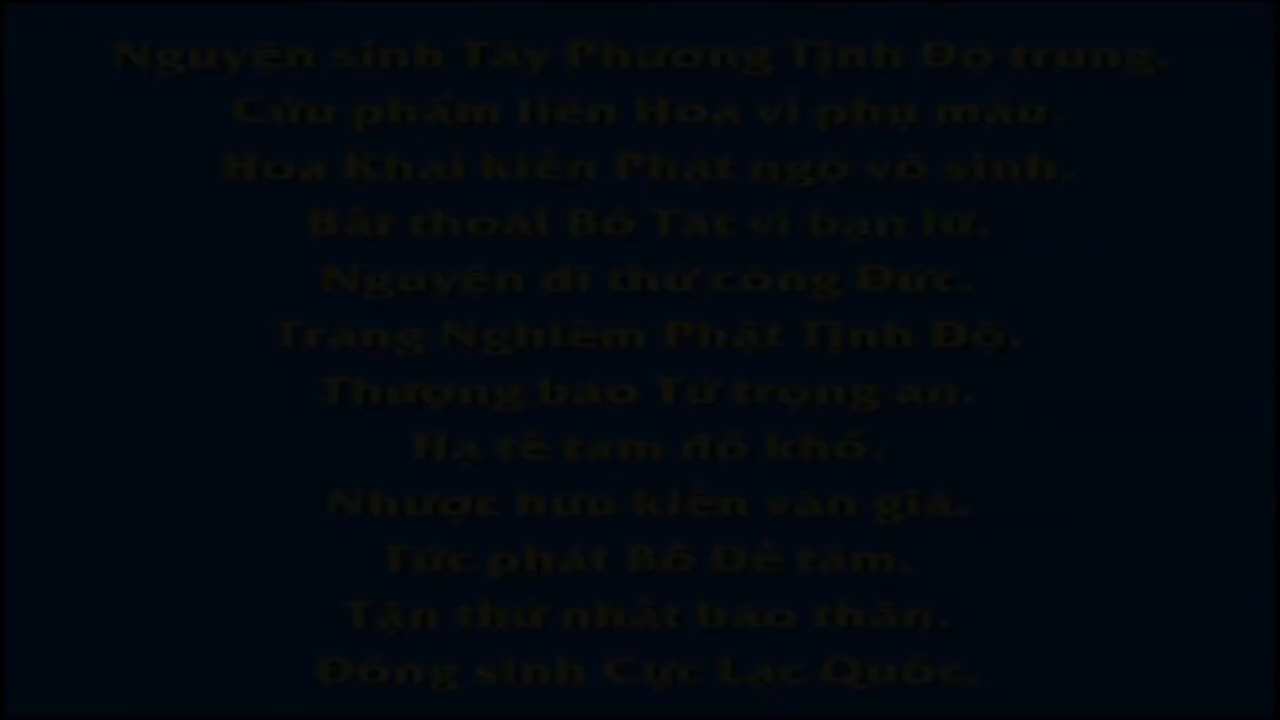 Nguyện sinh Tây Phương Tịnh Độ trung.
Cửu phẩm liên Hoa vi phụ mẫu.
Hoa Khai kiến Phật ngộ vô sinh.
Bất thoái Bồ Tát vi bạn lữ.
Nguyện dĩ thử công Đức.
Trang Nghiêm Phật Tịnh Độ.
Thượng báo Tứ trọng ân.
Hạ tế tam đồ khổ.
Nhược hữu kiến văn giả.
Tức phát Bồ Đề tâm.
Tận thử nhất báo thân.
Đồng sinh Cực Lạc Quốc.